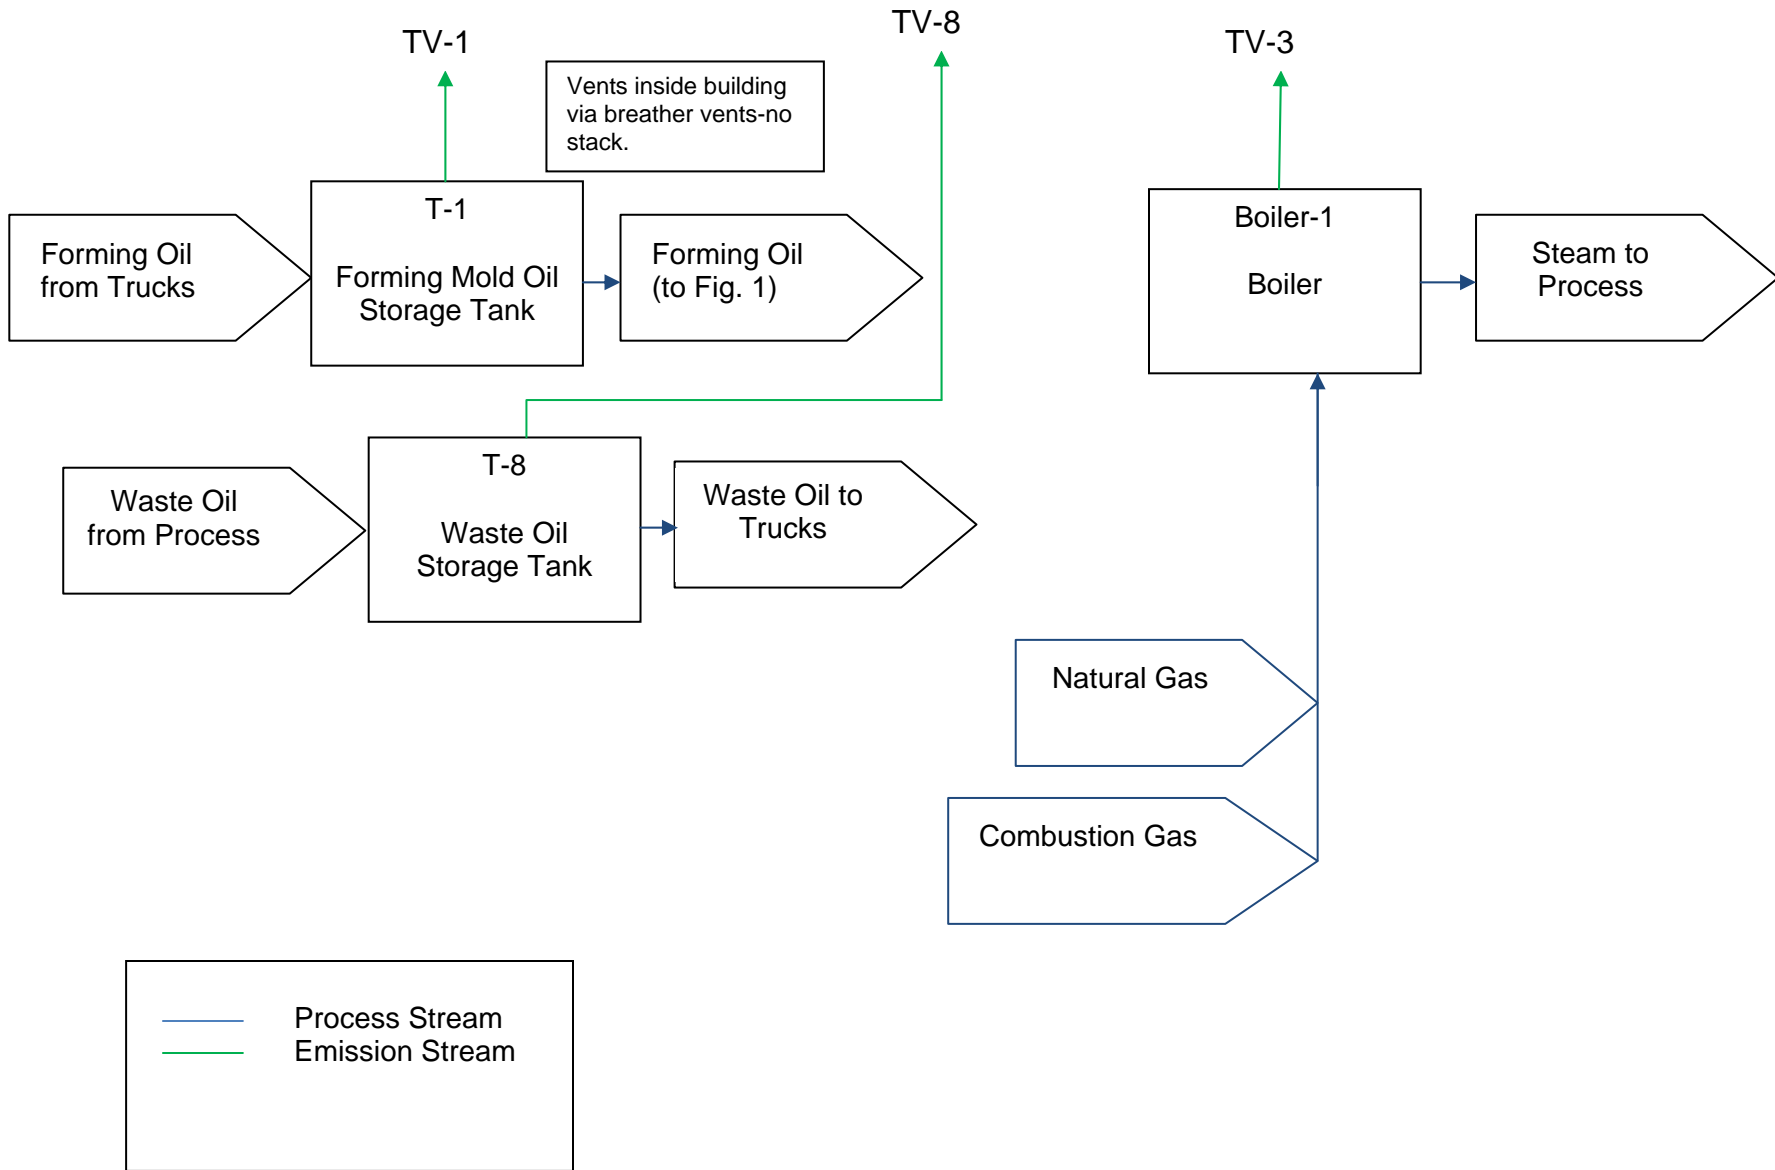 TV-1
TV-8
TV-3
Vents inside building
via breather vents-no
stack.
Forming Oil
from Trucks
T-1
Forming Mold Oil
Storage Tank
Forming Oil
(to Fig. 1)
Boiler-1
Boiler
Steam to
Process
Waste Oil
from Process
T-8
Waste Oil
Storage Tank
Waste Oil to
Trucks
Natural Gas
Combustion Gas
Process Stream
Emission Stream